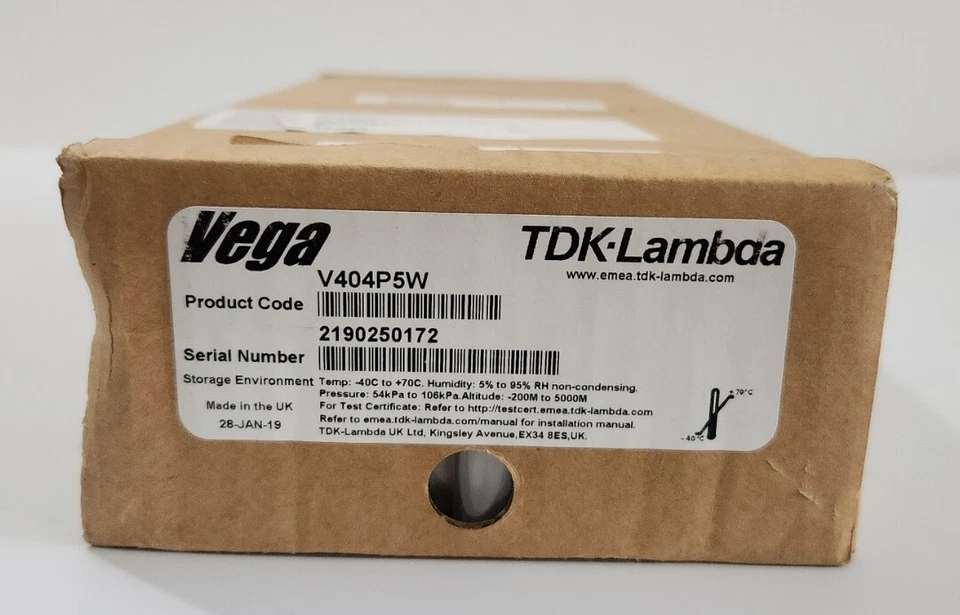 Vega
TDK-Lambda
www.emea.tdk-lambda.com
V404P5W
Product Code
2190250172
Serial Number
Storage Environment Temp: -40C to +70C. Humidity: 5% to 95% RH non-condensing.
Pressure: 54kPa to 106kPa.Altitude: -200M to 5000M
Made in the UK
For Test Certificate: Refer to http://testcert.emea.tdk-lambda.com
28-JAN-19
Refer to emea.tdk-lambda.com/manual for installation manual.
TDK-Lambda UK Ltd, Kingsley Avenue,EX34 8ES,UK.
+70°C
-40°C